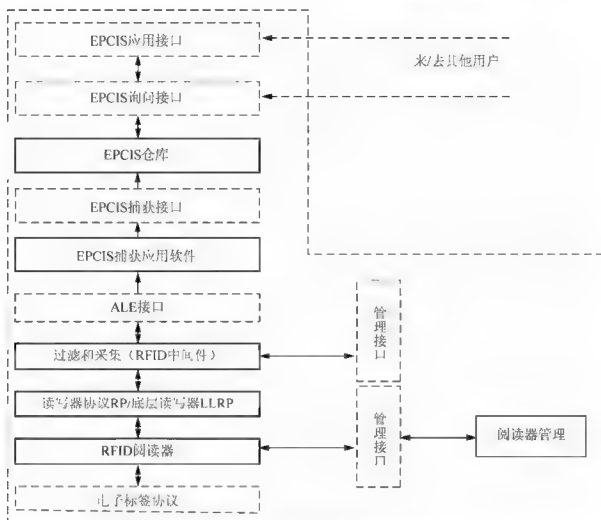 EPCIS应用接口
来/去其他用户
EPCIS询问接口
EPCIS仓库
EPCIS捕获接口
EPCIS捕获应用软件
ALE接口
管理接口
过滤和采集（RFID中间件）
读写器协议RP/底层读写器LLRP
管理接口
阅读器管理
RFID阅读器
电子标签协议